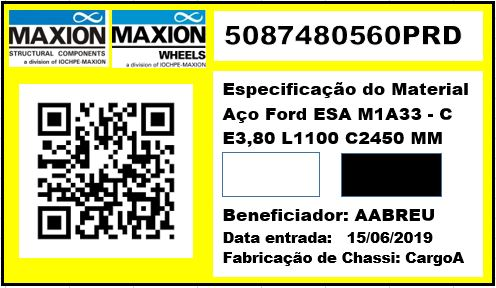 MAXION
STRUCTURAL COMPONENTS
a division of IOCHPE-MAXION
MAXION
WHEELS
a division of IOCHPE-MAXION
5087480560PRD
Especificação do Material
Aço Ford ESA M1A33 - C
E3,80 L1100 C2450 MM
Beneficiador: AABREU
Data entrada: 15/06/2019
Fabricação de Chassi: CargoA